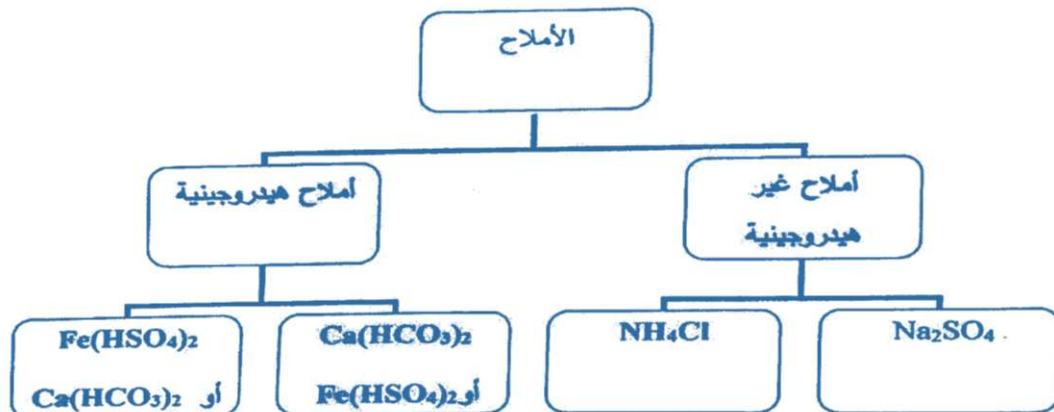 الأملاح
أملاح غير
هيدروجينية
أملاح هيدروجينية
Na₂SO₄
NH₄Cl
Ca(HCO₃)₂
أو Fe(HSO₄)₂
Fe(HSO₄)₂
أو Ca(HCO₃)₂